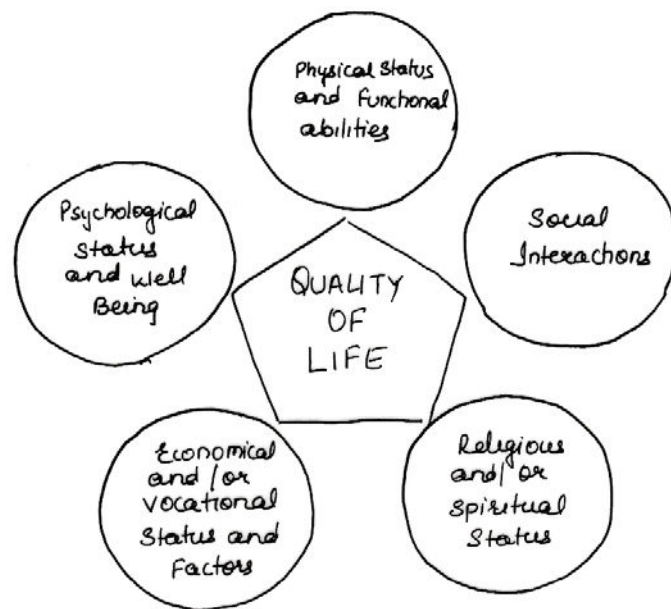 Physical Status
and Functional
abilities
Psychological
Status
and Well
Being
Social
Interachons
QUALITY
OF
LIFE
Economical
and/or
Vocational
Status and
Factors
Religious
and/or
Spiritual
Status